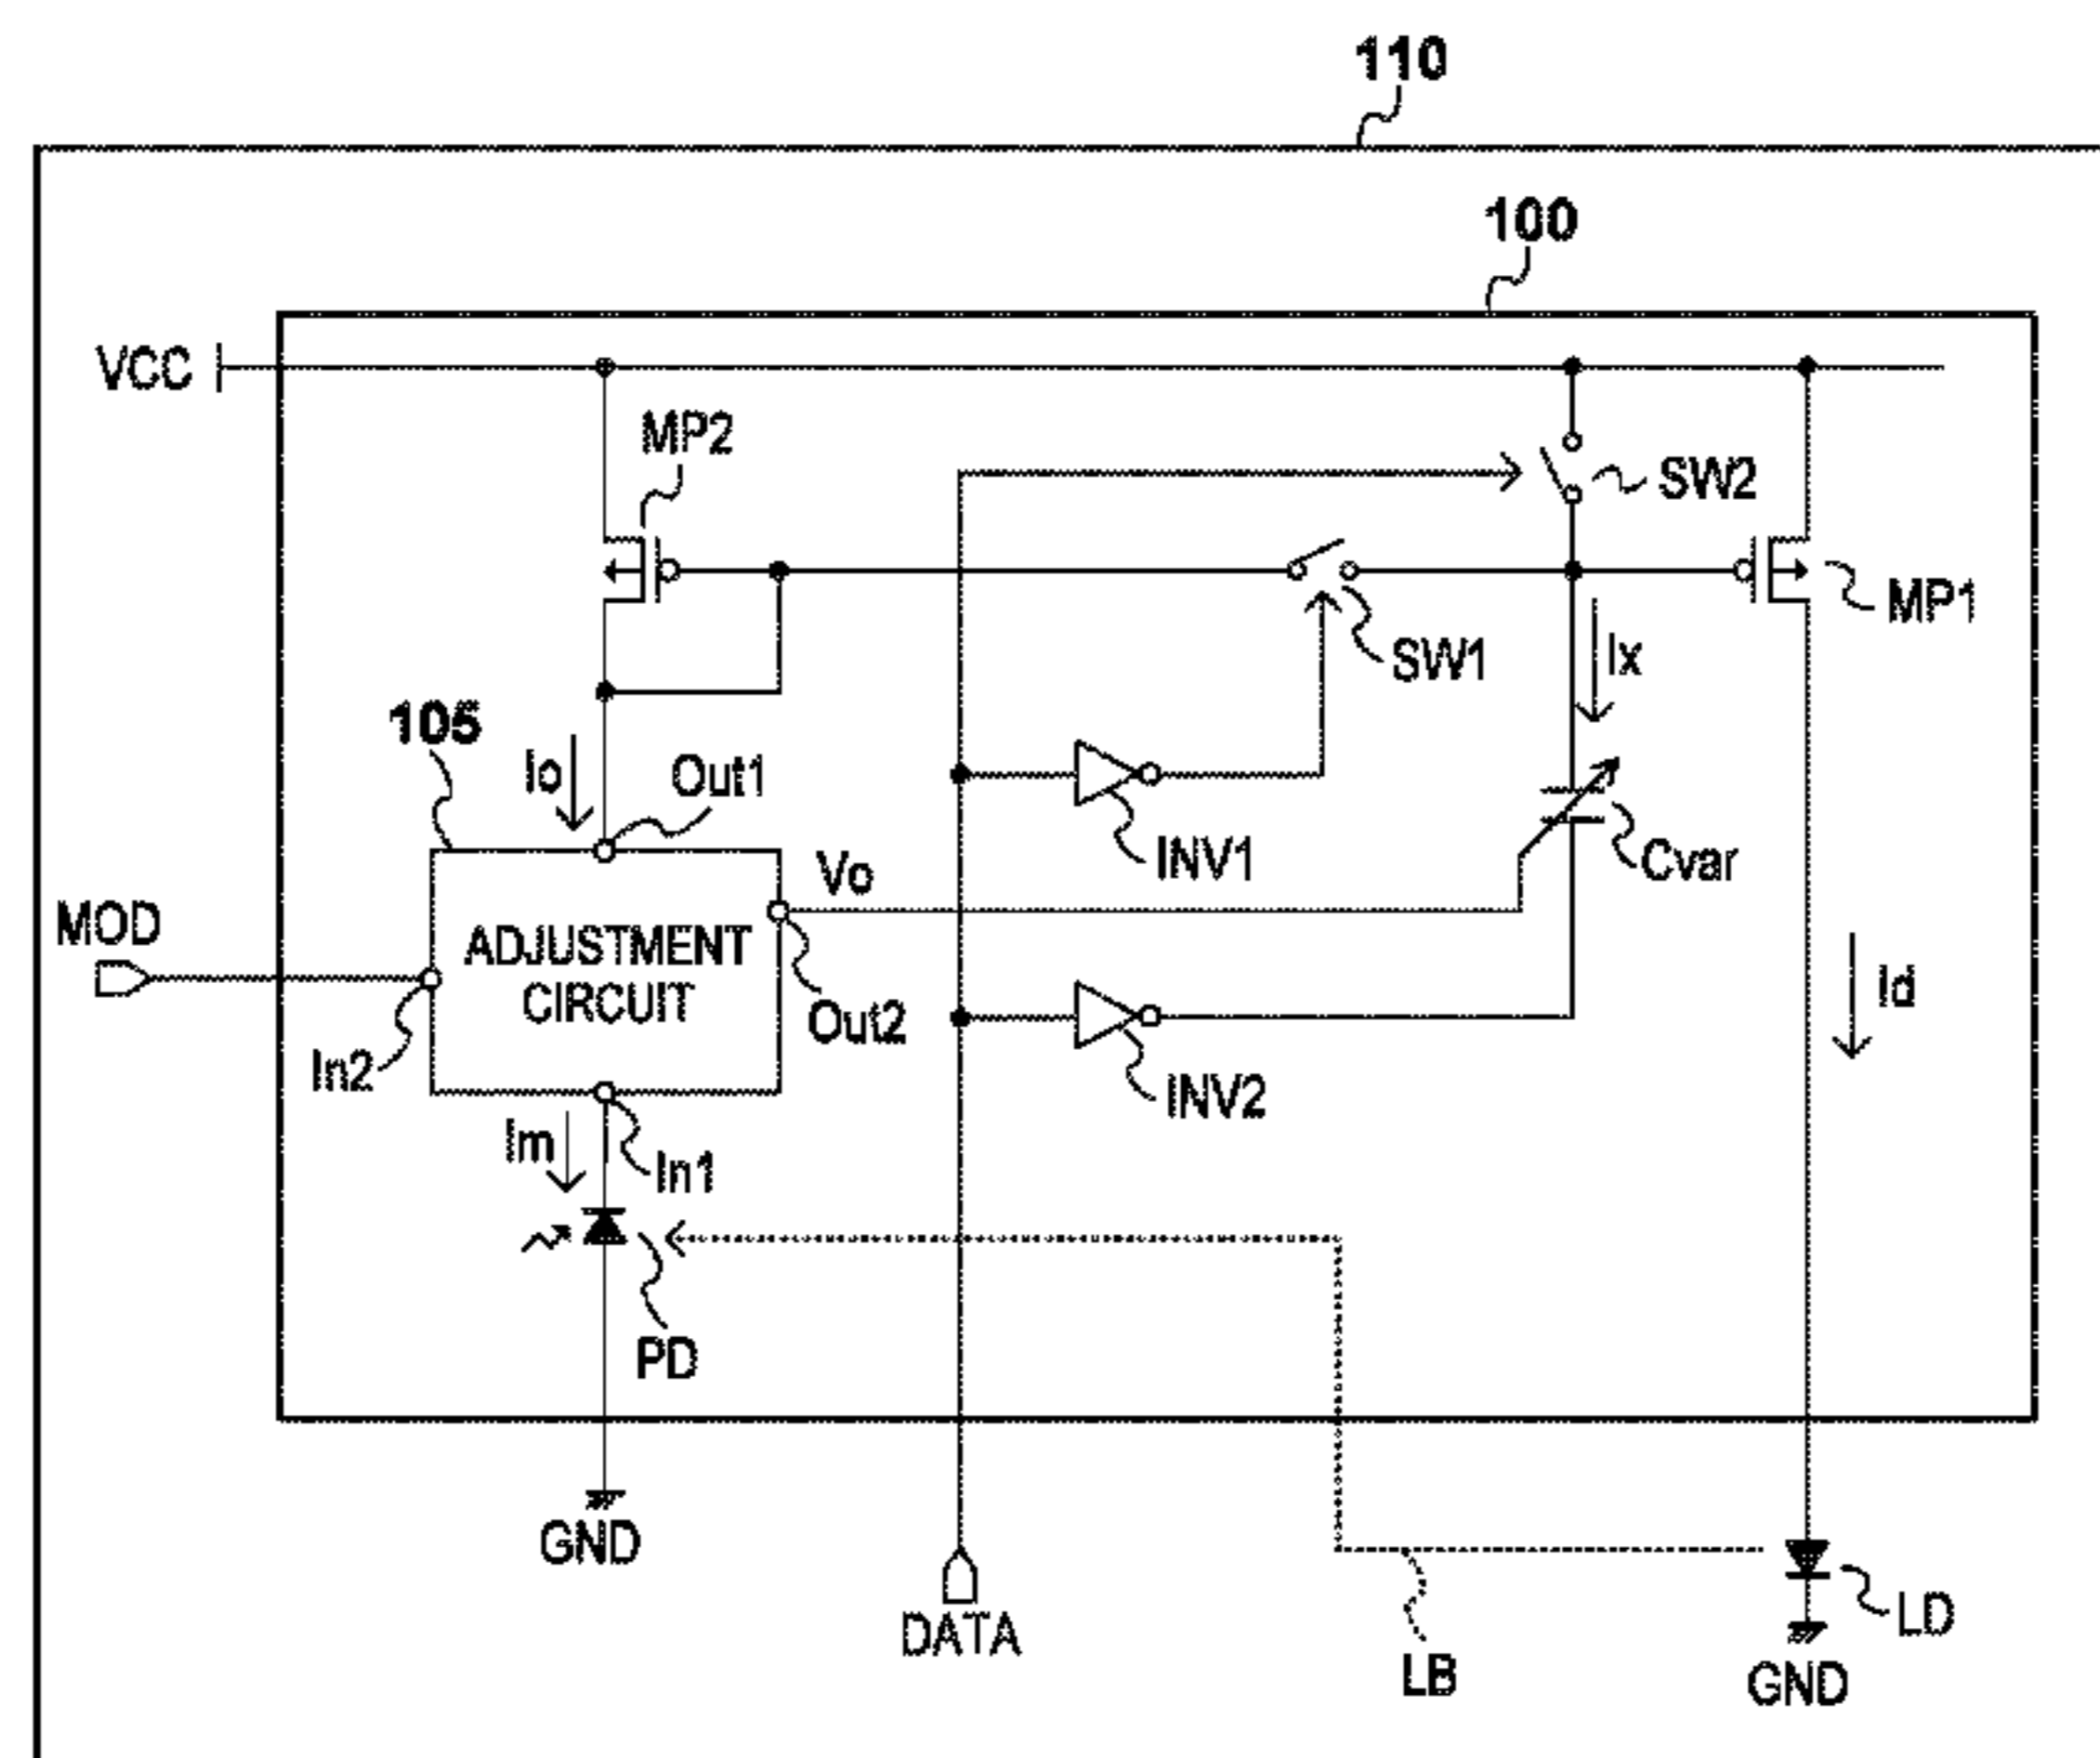 110
100
VCC
MP2
SW2
MP1
SW1
Ix
105
Io
Out1
INV1
Cvar
Vo
MOD
ADJUSTMENT
CIRCUIT
Out2
Id
In2
INV2
Im
In1
PD
GND
DATA
LB
LD
GND